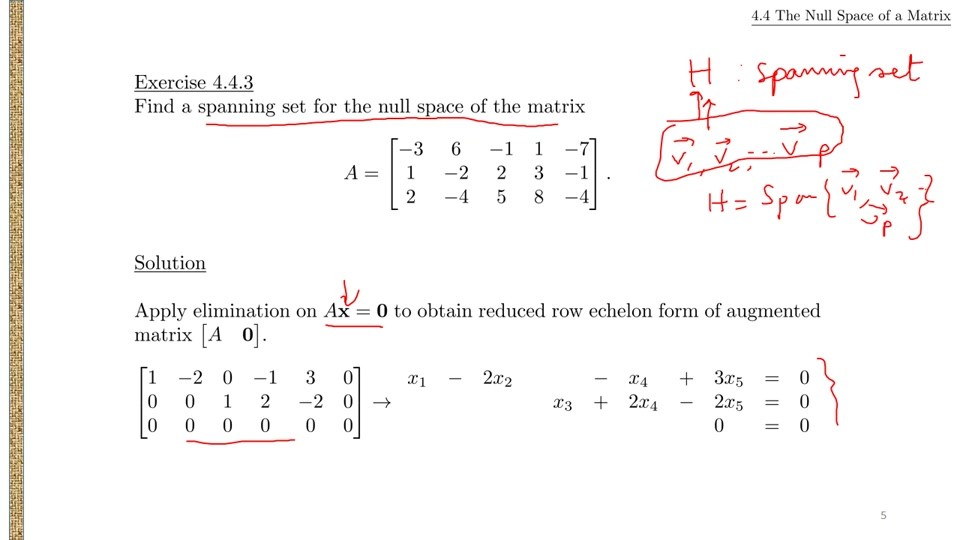 4.4 The Null Space of a Matrix
H : spanning set
Exercise 4.4.3
Find a spanning set for the null space of the matrix
v₁, v₂, ... vₚ
A = [−3 6 −1 1 −7
1 −2 2 3 −1
2 −4 5 8 −4].
H = Span{v₁, v₂
, vₚ}
Solution
Apply elimination on Ax = 0 to obtain reduced row echelon form of augmented
matrix [A 0].
[1 −2 0 −1 3 0
0 0 1 2 −2 0
0 0 0 0 0 0] →
x₁ − 2x₂ − x₄ + 3x₅ = 0
x₃ + 2x₄ − 2x₅ = 0
0 = 0
5